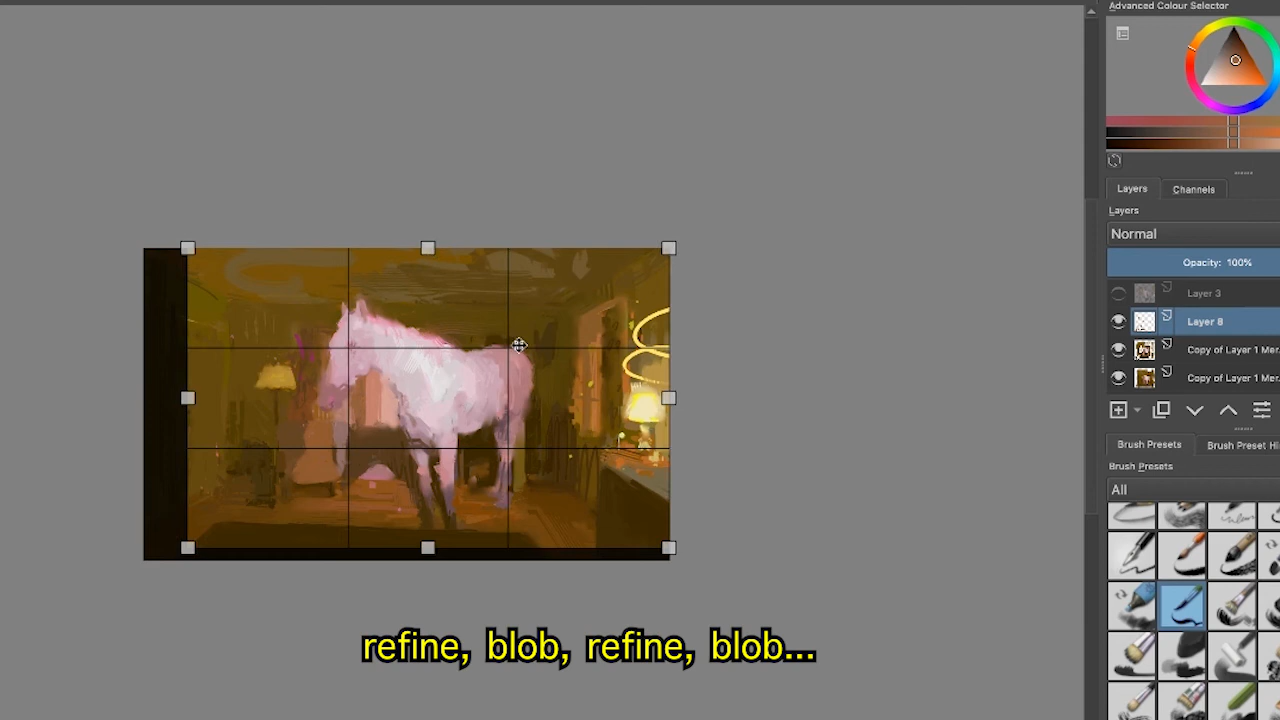 Advanced Colour Selector
Layers
Channels
Layers
Normal
Opacity: 100%
Layer 3
Layer 8
Copy of Layer 1 Mer
Copy of Layer 1 Mer
Brush Presets
Brush Preset Hi
Brush Presets
All
refine, blob, refine, blob...